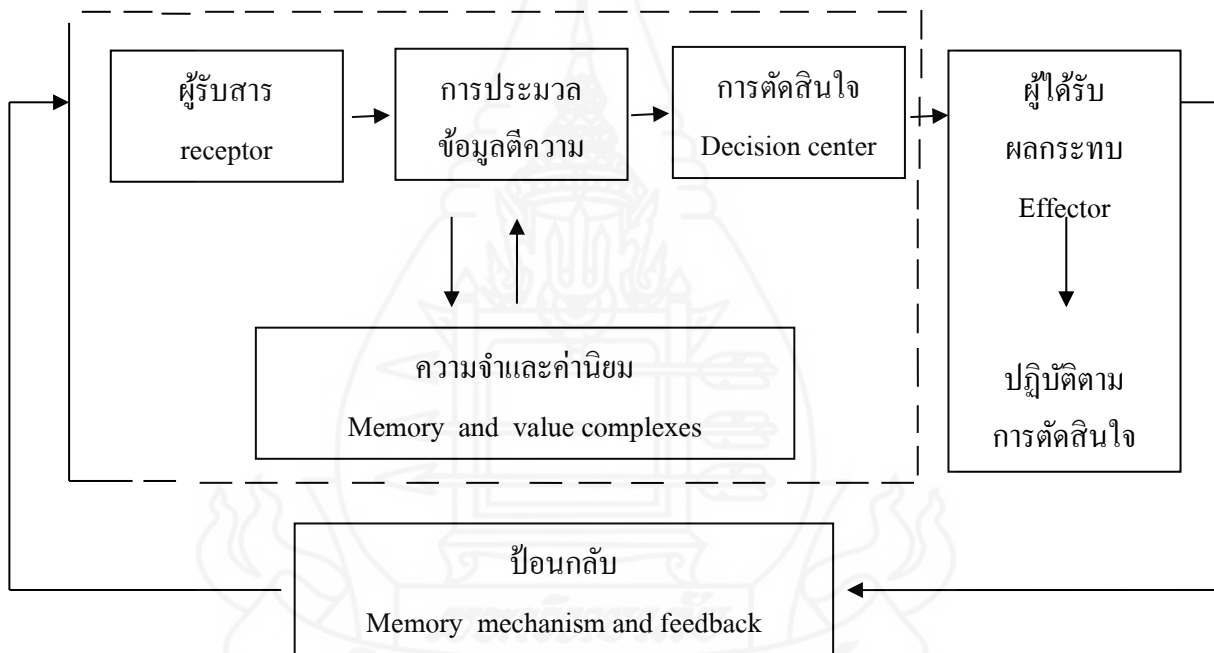 ผู้รับสาร
receptor
การประมวล
ข้อมูลตีความ
การตัดสินใจ
Decision center
ผู้ได้รับ
ผลกระทบ
Effector
ปฏิบัติตาม
การตัดสินใจ
ความจำและค่านิยม
Memory and value complexes
ป้อนกลับ
Memory mechanism and feedback